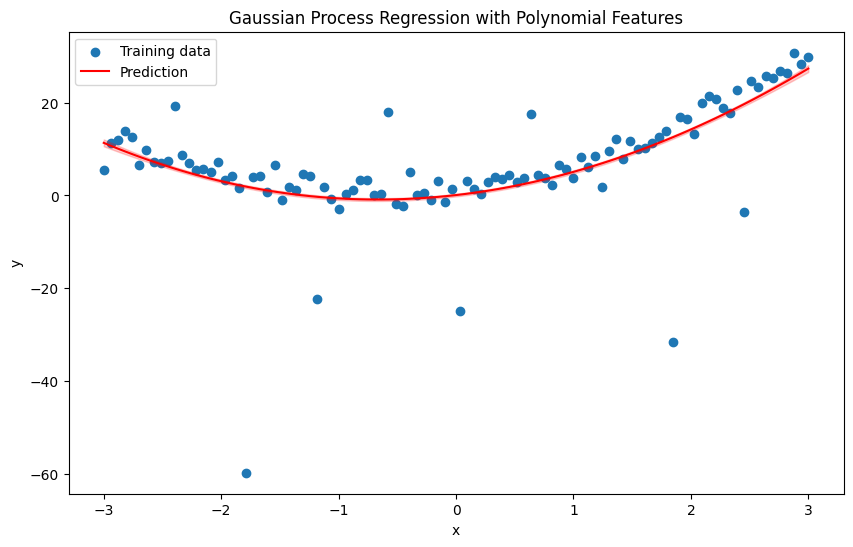 Gaussian Process Regression with Polynomial Features
Training data
Prediction
20
0
−20
−40
−60
y
−3
−2
−1
0
1
2
3
x